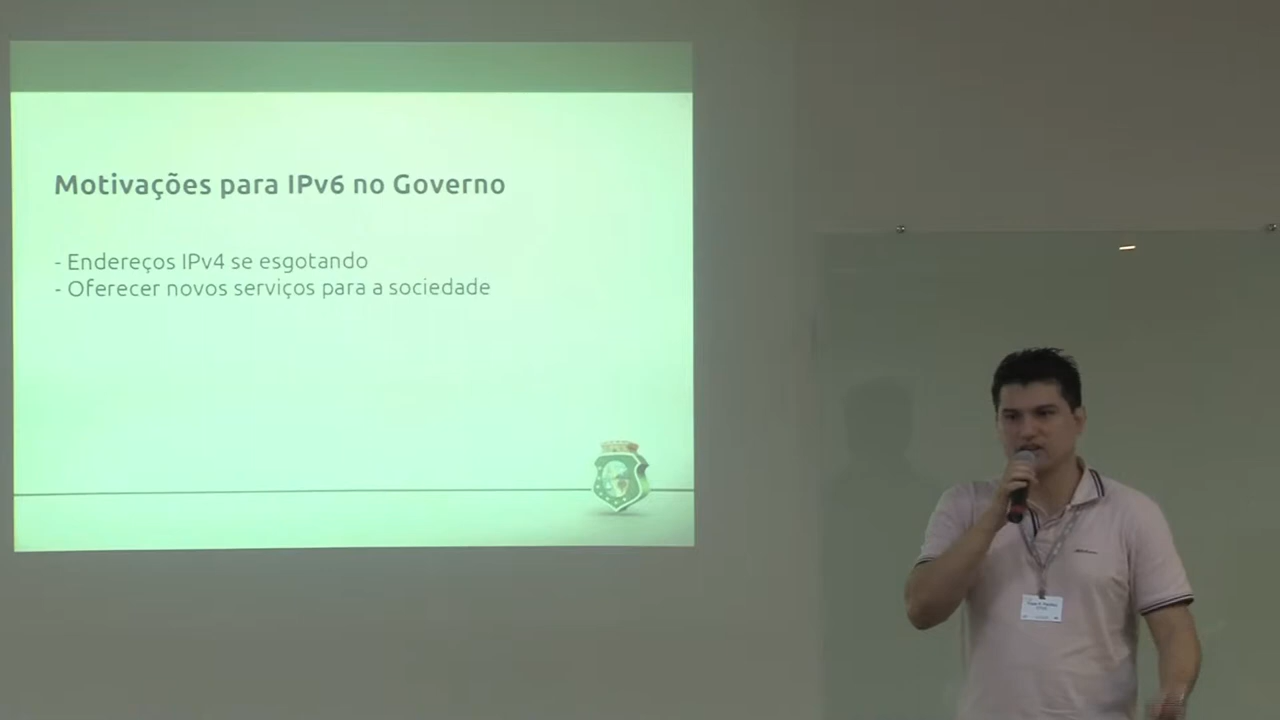 Motivações para IPv6 no Governo
- Endereços IPv4 se esgotando
- Oferecer novos serviços para a sociedade